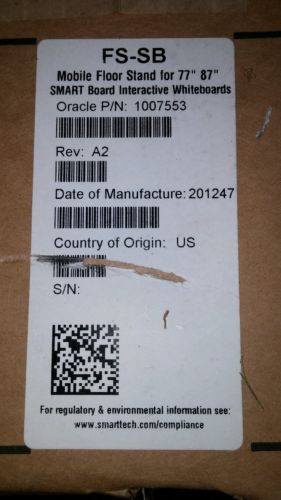 FS-SB
Mobile Floor Stand for 77" 87"
SMART Board Interactive Whiteboards
Oracle P/N: 1007553
Rev: A2
Date of Manufacture: 201247
Country of Origin: US
S/N:
For regulatory & environmental information see:
www.smarttech.com/compliance